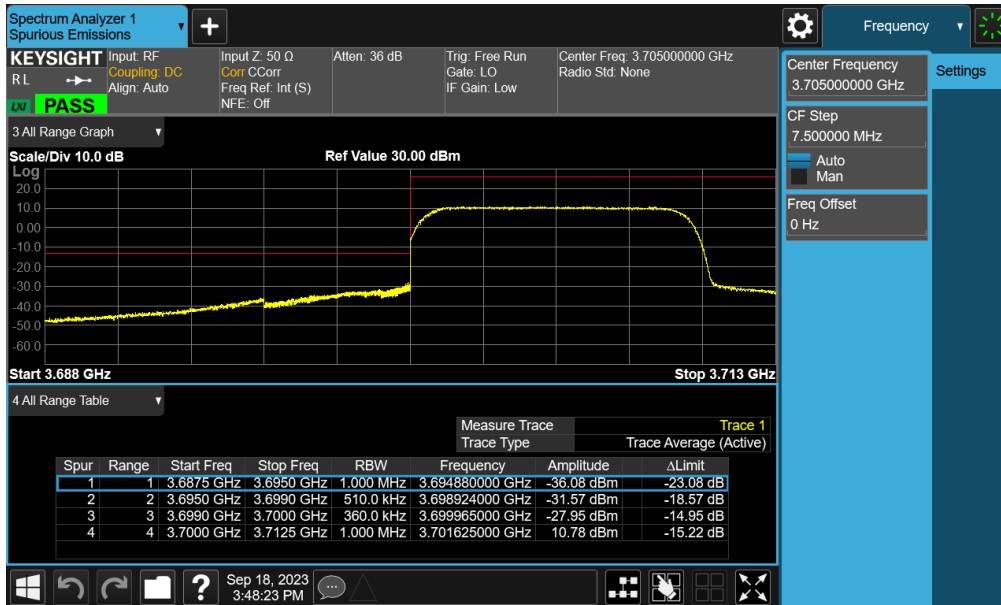 Spectrum Analyzer 1
Spurious Emissions
Frequency
KEYSIGHT Input: RF Input Z: 50 Ω Atten: 36 dB Trig: Free Run Center Freq: 3.705000000 GHz
RL Coupling: DC Corr CCorr Gate: LO Radio Std: None
Align: Auto Freq Ref: Int (S) IF Gain: Low
LXI PASS NFE: Off
Center Frequency
3.705000000 GHz
Settings
CF Step
7.500000 MHz
Auto
Man
Freq Offset
0 Hz
3 All Range Graph
Scale/Div 10.0 dB Ref Value 30.00 dBm
Log
20.0
10.0
0.00
-10.0
-20.0
-30.0
-40.0
-50.0
-60.0
Start 3.688 GHz Stop 3.713 GHz
4 All Range Table
Measure Trace Trace 1
Trace Type Trace Average (Active)
Spur Range Start Freq Stop Freq RBW Frequency Amplitude ΔLimit
1 1 3.6875 GHz 3.6950 GHz 1.000 MHz 3.694880000 GHz -36.08 dBm -23.08 dB
2 2 3.6950 GHz 3.6990 GHz 510.0 kHz 3.698924000 GHz -31.57 dBm -18.57 dB
3 3 3.6990 GHz 3.7000 GHz 360.0 kHz 3.699965000 GHz -27.95 dBm -14.95 dB
4 4 3.7000 GHz 3.7125 GHz 1.000 MHz 3.701625000 GHz 10.78 dBm -15.22 dB
Sep 18, 2023
3:48:23 PM